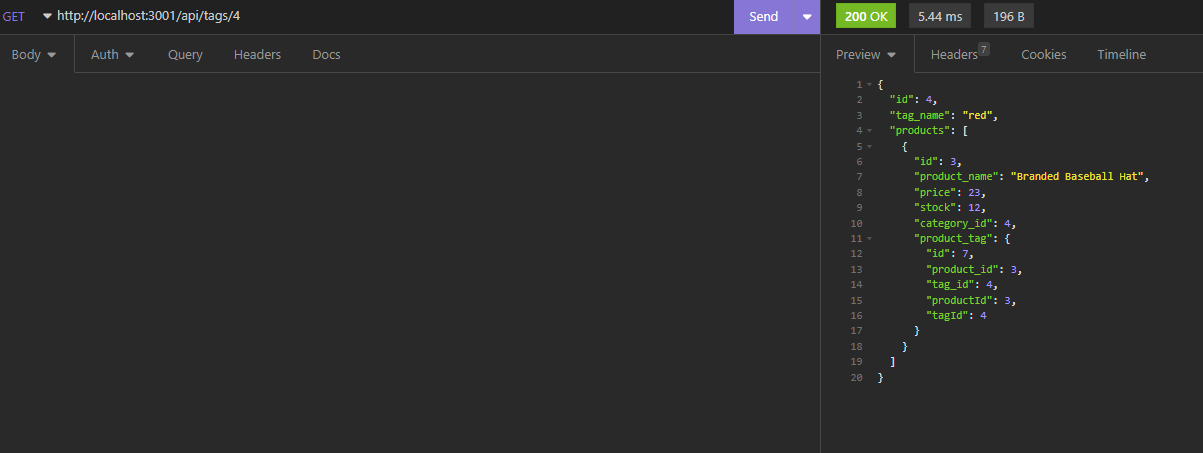 GET http://localhost:3001/api/tags/4 Send 200 OK 5.44 ms 196 B
Body Auth Query Headers Docs Preview Headers 7 Cookies Timeline
1 {
2 "id": 4,
3 "tag_name": "red",
4 "products": [
5 {
6 "id": 3,
7 "product_name": "Branded Baseball Hat",
8 "price": 23,
9 "stock": 12,
10 "category_id": 4,
11 "product_tag": {
12 "id": 7,
13 "product_id": 3,
14 "tag_id": 4,
15 "productId": 3,
16 "tagId": 4
17 }
18 }
19 ]
20 }